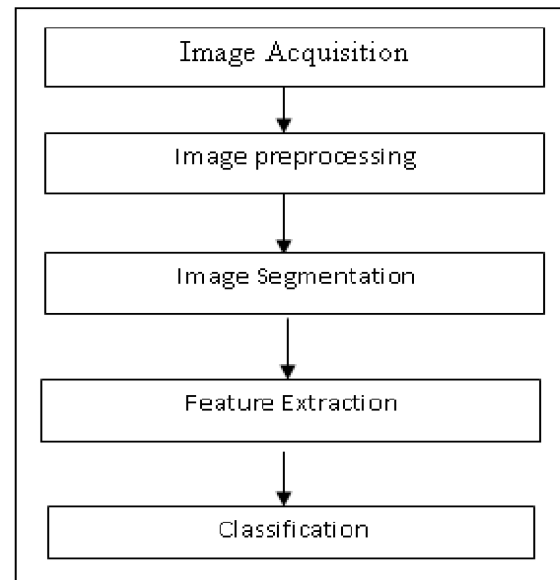 Image Acquisition
Image preprocessing
Image Segmentation
Feature Extraction
Classification